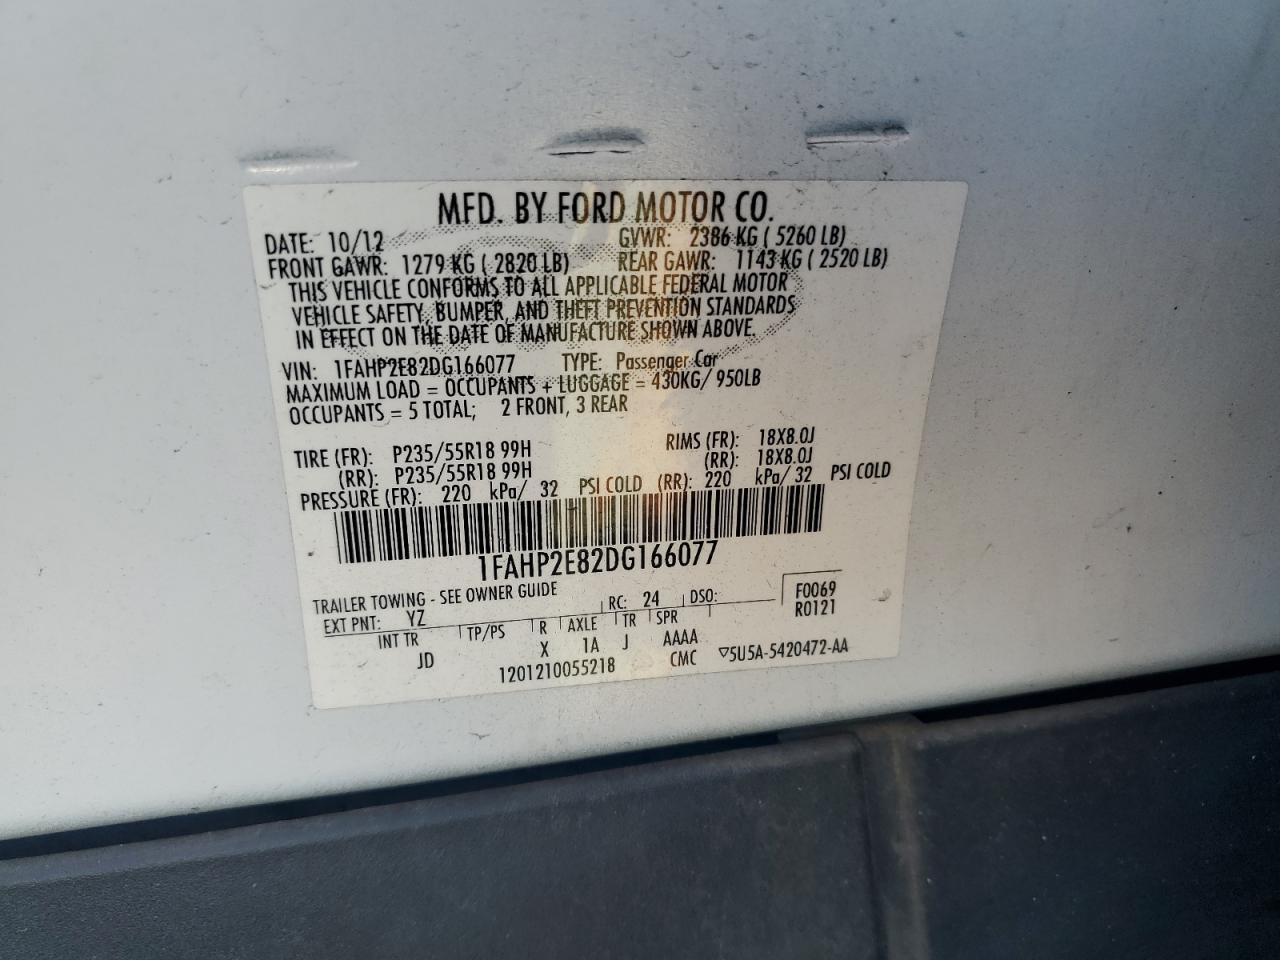 MFD. BY FORD MOTOR CO.
DATE: 10/12 GVWR: 2386 KG ( 5260 LB)
FRONT GAWR: 1279 KG ( 2820 LB) REAR GAWR: 1143 KG ( 2520 LB)
THIS VEHICLE CONFORMS TO ALL APPLICABLE FEDERAL MOTOR
VEHICLE SAFETY, BUMPER, AND THEFT PREVENTION STANDARDS
IN EFFECT ON THE DATE OF MANUFACTURE SHOWN ABOVE.
VIN: 1FAHP2E82DG166077 TYPE: Passenger Car
MAXIMUM LOAD = OCCUPANTS + LUGGAGE = 430KG/ 950LB
OCCUPANTS = 5 TOTAL; 2 FRONT, 3 REAR
TIRE (FR): P235/55R18 99H RIMS (FR): 18X8.0J
(RR): P235/55R18 99H (RR): 18X8.0J
PRESSURE (FR): 220 kPa/ 32 PSI COLD (RR): 220 kPa/ 32 PSI COLD
1FAHP2E82DG166077
TRAILER TOWING - SEE OWNER GUIDE
EXT PNT: YZ RC: 24 DSO: F0069
R0121
INT TR TP/PS R AXLE TR SPR
JD X 1A J AAAA
1201210055218 CMC ▽5U5A-5420472-AA